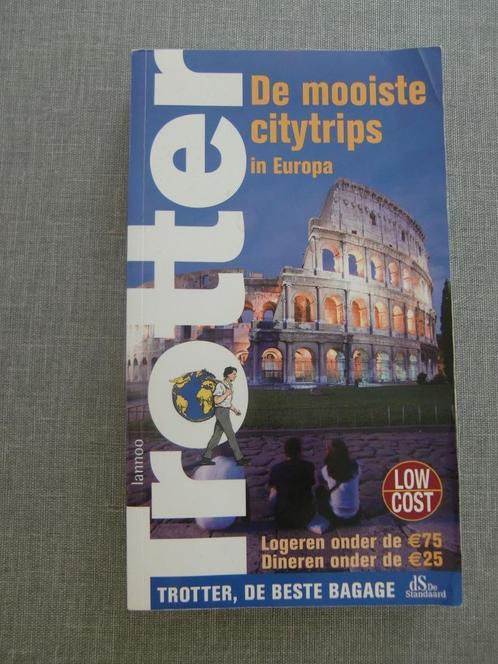 Trotter
De mooiste
citytrips
in Europa
lannoo
LOW
COST
Logeren onder de €75
Dineren onder de €25
TROTTER, DE BESTE BAGAGE
dS De
Standaard